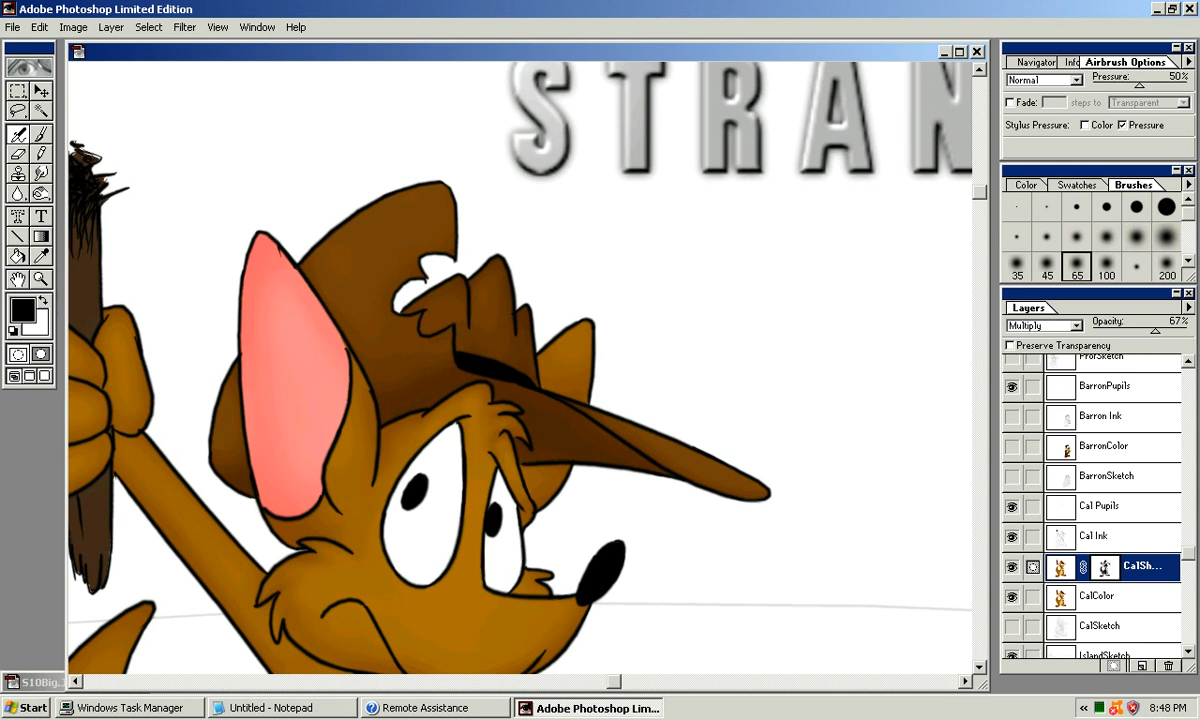 Adobe Photoshop Limited Edition
File Edit Image Layer Select Filter View Window Help
STRAN
Navigator Info Airbrush Options
Normal Pressure: 50%
Fade: steps to Transparent
Stylus Pressure: Color Pressure
Color Swatches Brushes
35 45 65 100 200
Layers
Multiply Opacity: 67%
Preserve Transparency
ProfSketch
BarronPupils
Barron Ink
BarronColor
BarronSketch
Cal Pupils
Cal Ink
CalSh...
CalColor
CalSketch
IslandSketch
S10Big.
Start Windows Task Manager Untitled - Notepad Remote Assistance Adobe Photoshop Lim... « 8:48 PM